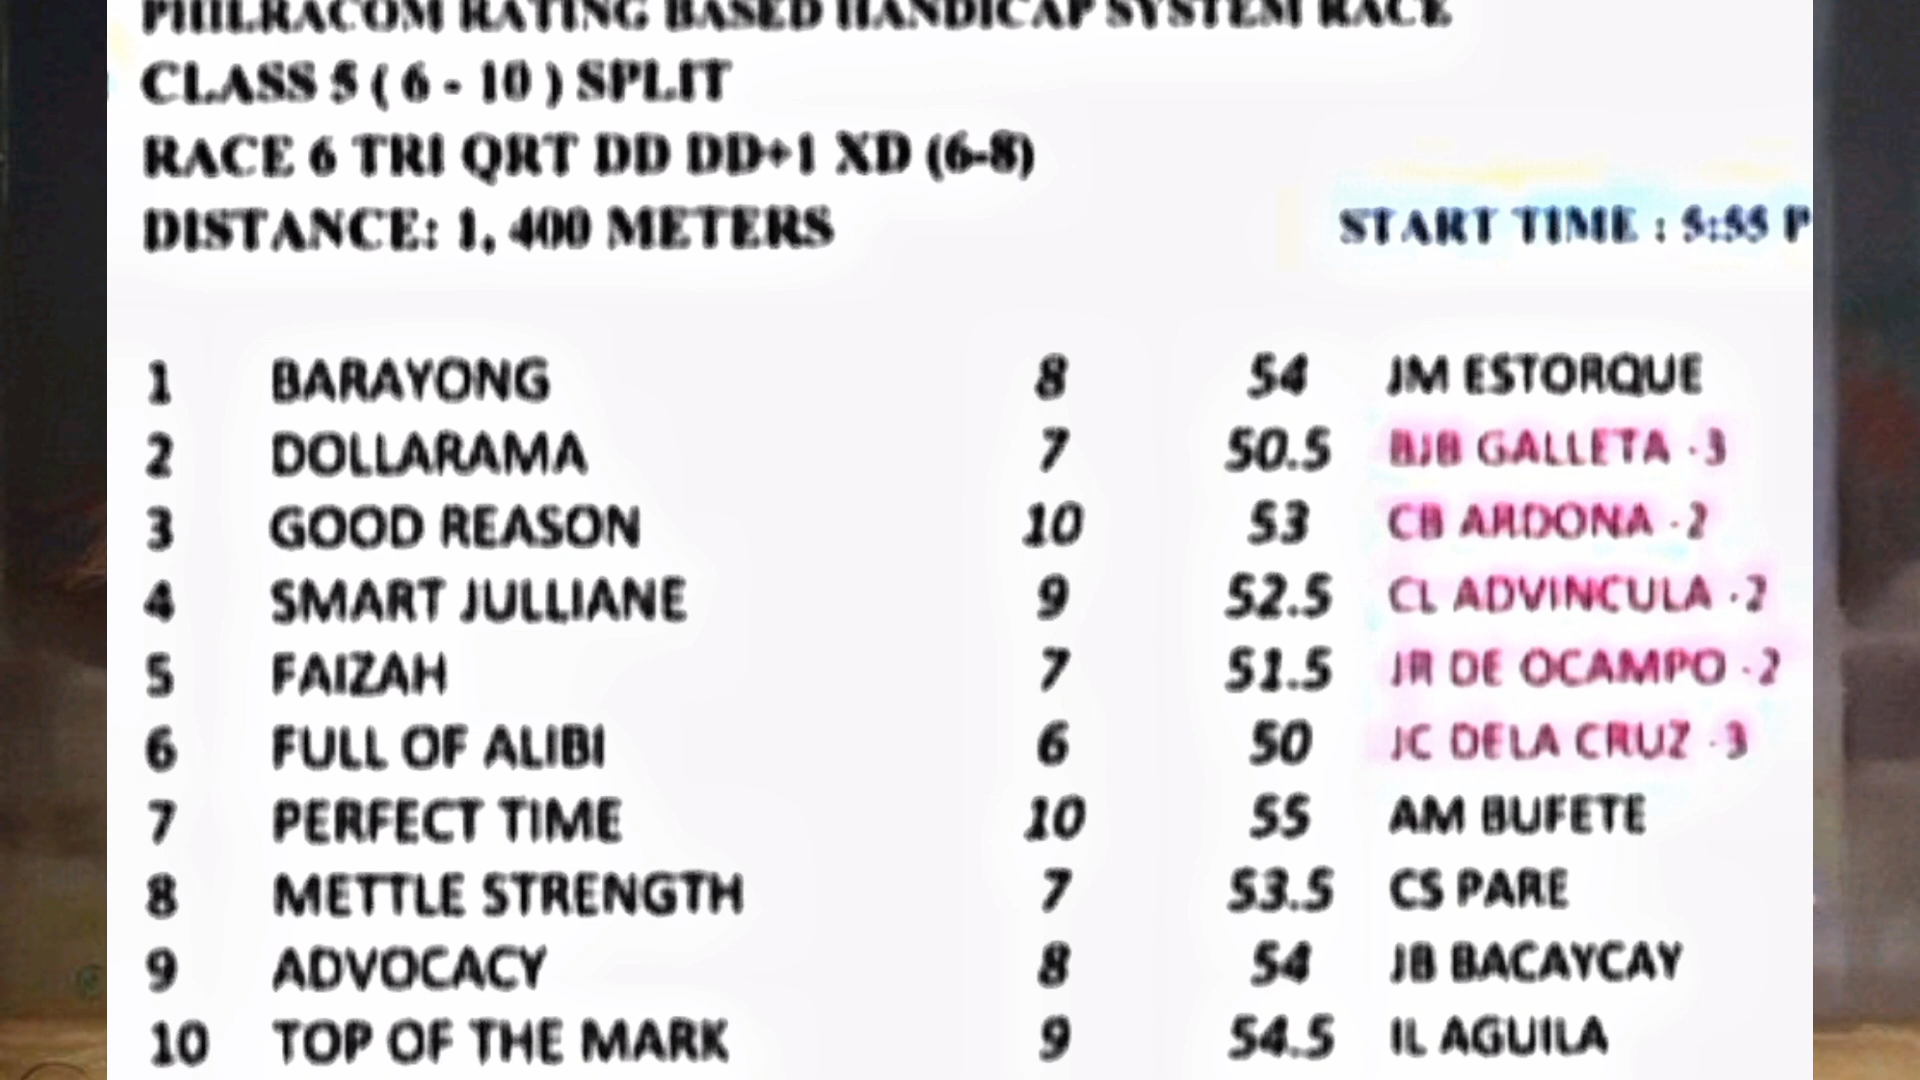 PHILRACOM RATING BASED HANDICAP SYSTEM RACE
CLASS 5 ( 6 - 10 ) SPLIT
RACE 6 TRI QRT DD DD+1 XD (6-8)
DISTANCE: 1, 400 METERS START TIME : 5:55 P
1 BARAYONG 8 54 JM ESTORQUE
2 DOLLARAMA 7 50.5 BJB GALLETA -3
3 GOOD REASON 10 53 CB ARDONA -2
4 SMART JULLIANE 9 52.5 CL ADVINCULA -2
5 FAIZAH 7 51.5 JR DE OCAMPO -2
6 FULL OF ALIBI 6 50 JC DELA CRUZ -3
7 PERFECT TIME 10 55 AM BUFETE
8 METTLE STRENGTH 7 53.5 CS PARE
9 ADVOCACY 8 54 JB BACAYCAY
10 TOP OF THE MARK 9 54.5 IL AGUILA